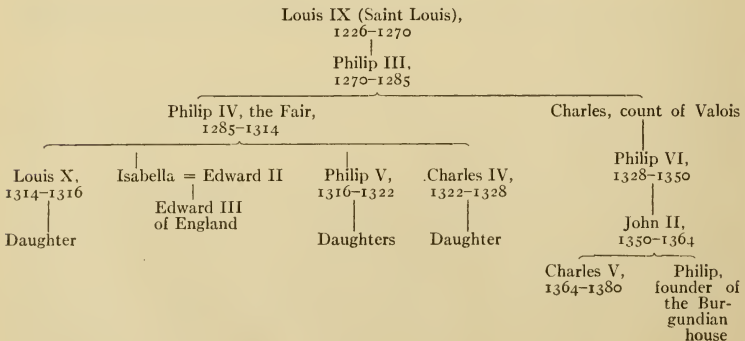 Louis IX (Saint Louis),
1226–1270
Philip III,
1270–1285
Philip IV, the Fair,
1285–1314
Charles, count of Valois
Louis X,
1314–1316
Daughter
Isabella = Edward II
Edward III
of England
Philip V,
1316–1322
Daughters
Charles IV,
1322–1328
Daughter
Philip VI,
1328–1350
John II,
1350–1364
Charles V,
1364–1380
Philip,
founder of
the Bur-
gundian
house